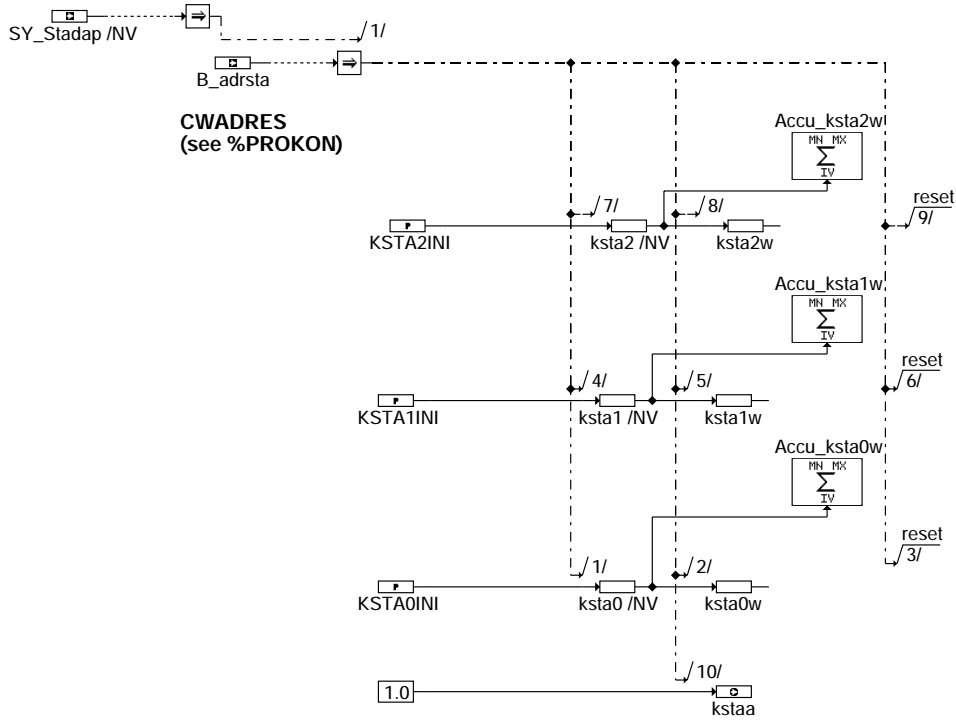 SY_Stadap /NV
1/
B_adrsta
CWADRES
(see %PROKON)
Accu_ksta2w
MN MX
IV
reset
9/
7/
8/
P
KSTA2INI
ksta2 /NV
ksta2w
Accu_ksta1w
MN MX
IV
reset
6/
4/
5/
P
KSTA1INI
ksta1 /NV
ksta1w
Accu_ksta0w
MN MX
IV
reset
3/
1/
2/
P
KSTA0INI
ksta0 /NV
ksta0w
10/
1.0
kstaa